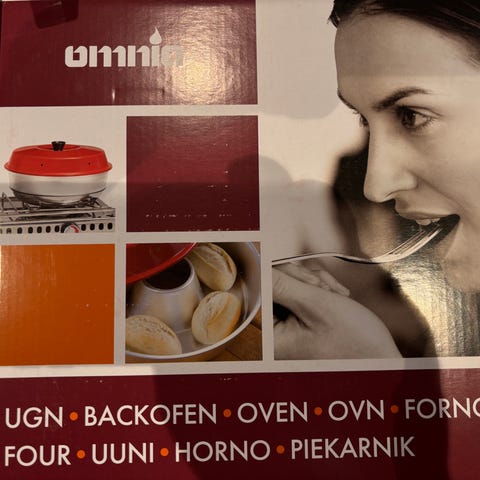 omnia
UGN • BACKOFEN • OVEN • OVN • FORNO
FOUR • UUNI • HORNO • PIEKARNIK